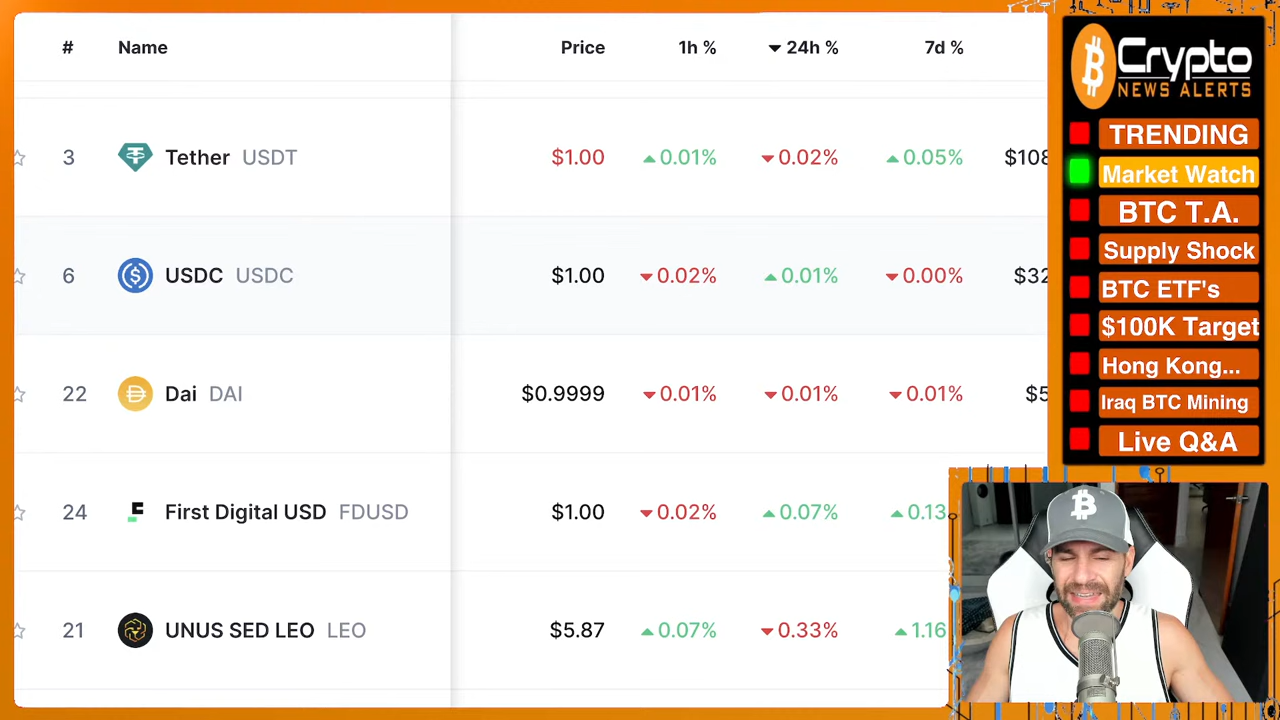 # Name Price 1h % 24h % 7d %
3 Tether USDT $1.00 0.01% 0.02% 0.05% $108
6 USDC USDC $1.00 0.02% 0.01% 0.00% $32
22 Dai DAI $0.9999 0.01% 0.01% 0.01% $5
24 First Digital USD FDUSD $1.00 0.02% 0.07% 0.13
21 UNUS SED LEO LEO $5.87 0.07% 0.33% 1.16
Crypto
NEWS ALERTS
TRENDING
Market Watch
BTC T.A.
Supply Shock
BTC ETF's
$100K Target
Hong Kong...
Iraq BTC Mining
Live Q&A